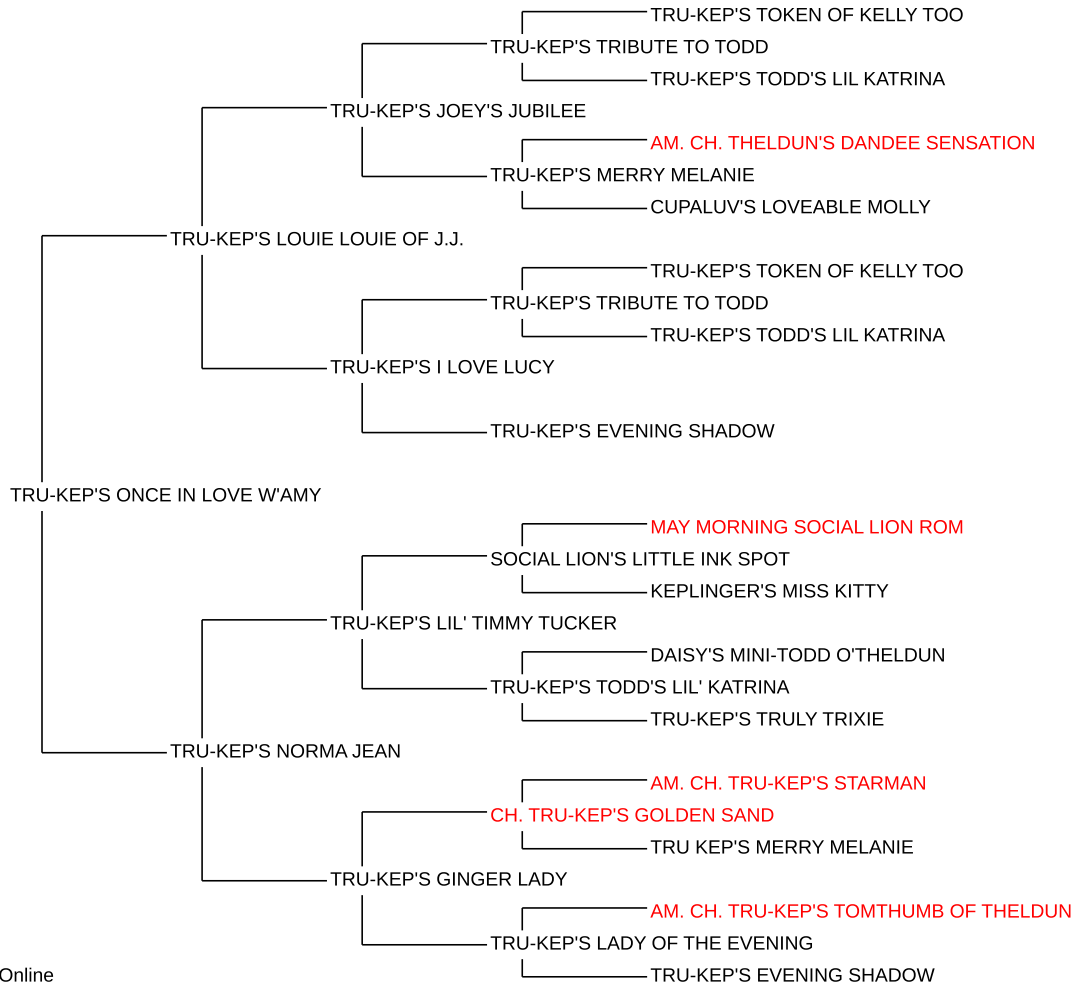 TRU-KEP'S TOKEN OF KELLY TOO
TRU-KEP'S TRIBUTE TO TODD
TRU-KEP'S TODD'S LIL KATRINA
TRU-KEP'S JOEY'S JUBILEE
AM. CH. THELDUN'S DANDEE SENSATION
TRU-KEP'S MERRY MELANIE
CUPALUV'S LOVEABLE MOLLY
TRU-KEP'S LOUIE LOUIE OF J.J.
TRU-KEP'S TOKEN OF KELLY TOO
TRU-KEP'S TRIBUTE TO TODD
TRU-KEP'S TODD'S LIL KATRINA
TRU-KEP'S I LOVE LUCY
TRU-KEP'S EVENING SHADOW
TRU-KEP'S ONCE IN LOVE W'AMY
MAY MORNING SOCIAL LION ROM
SOCIAL LION'S LITTLE INK SPOT
KEPLINGER'S MISS KITTY
TRU-KEP'S LIL' TIMMY TUCKER
DAISY'S MINI-TODD O'THELDUN
TRU-KEP'S TODD'S LIL' KATRINA
TRU-KEP'S TRULY TRIXIE
TRU-KEP'S NORMA JEAN
AM. CH. TRU-KEP'S STARMAN
CH. TRU-KEP'S GOLDEN SAND
TRU KEP'S MERRY MELANIE
TRU-KEP'S GINGER LADY
AM. CH. TRU-KEP'S TOMTHUMB OF THELDUN
TRU-KEP'S LADY OF THE EVENING
TRU-KEP'S EVENING SHADOW
Online